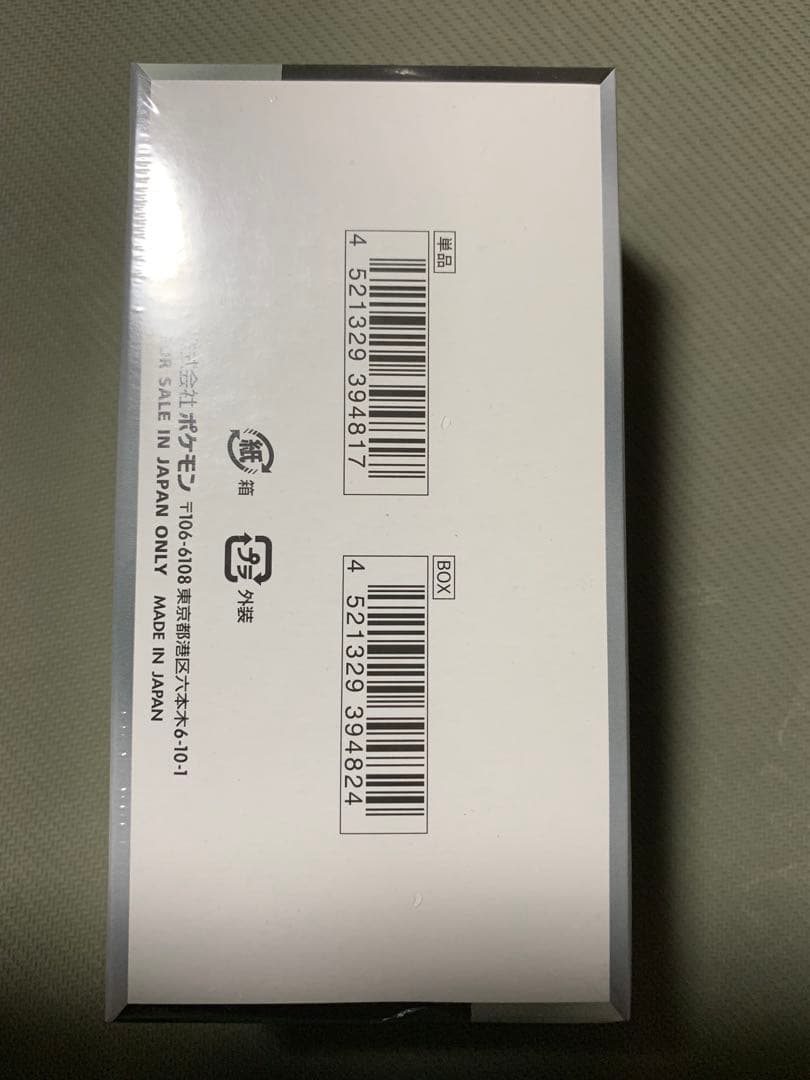 単品
4 521329 394817
BOX
4 521329 394824
紙
箱
プラ
外装
式会社 ポケモン 〒106-6108 東京都港区六本木6-10-1
OR SALE IN JAPAN ONLY MADE IN JAPAN